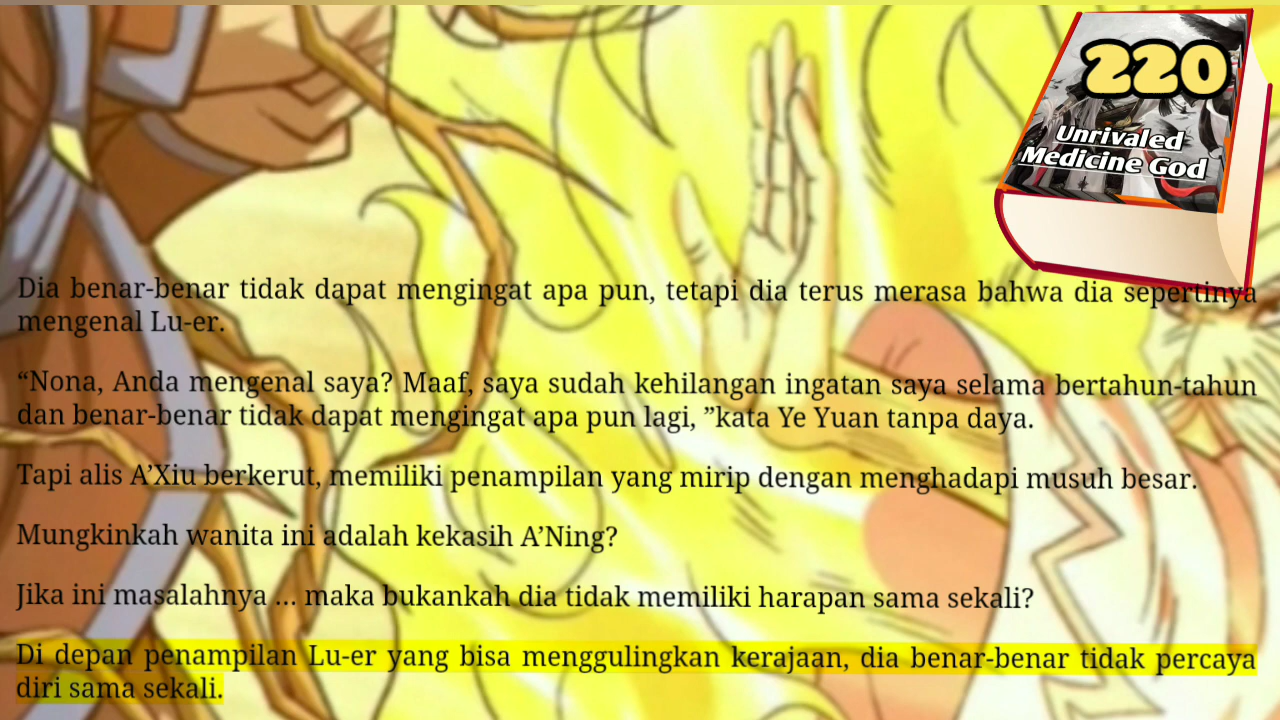 220
Unrivaled
Medicine God
Dia benar-benar tidak dapat mengingat apa pun, tetapi dia terus merasa bahwa dia sepertinya
mengenal Lu-er.
“Nona, Anda mengenal saya? Maaf, saya sudah kehilangan ingatan saya selama bertahun-tahun
dan benar-benar tidak dapat mengingat apa pun lagi, ”kata Ye Yuan tanpa daya.
Tapi alis A’Xiu berkerut, memiliki penampilan yang mirip dengan menghadapi musuh besar.
Mungkinkah wanita ini adalah kekasih A’Ning?
Jika ini masalahnya ... maka bukankah dia tidak memiliki harapan sama sekali?
Di depan penampilan Lu-er yang bisa menggulingkan kerajaan, dia benar-benar tidak percaya
diri sama sekali.